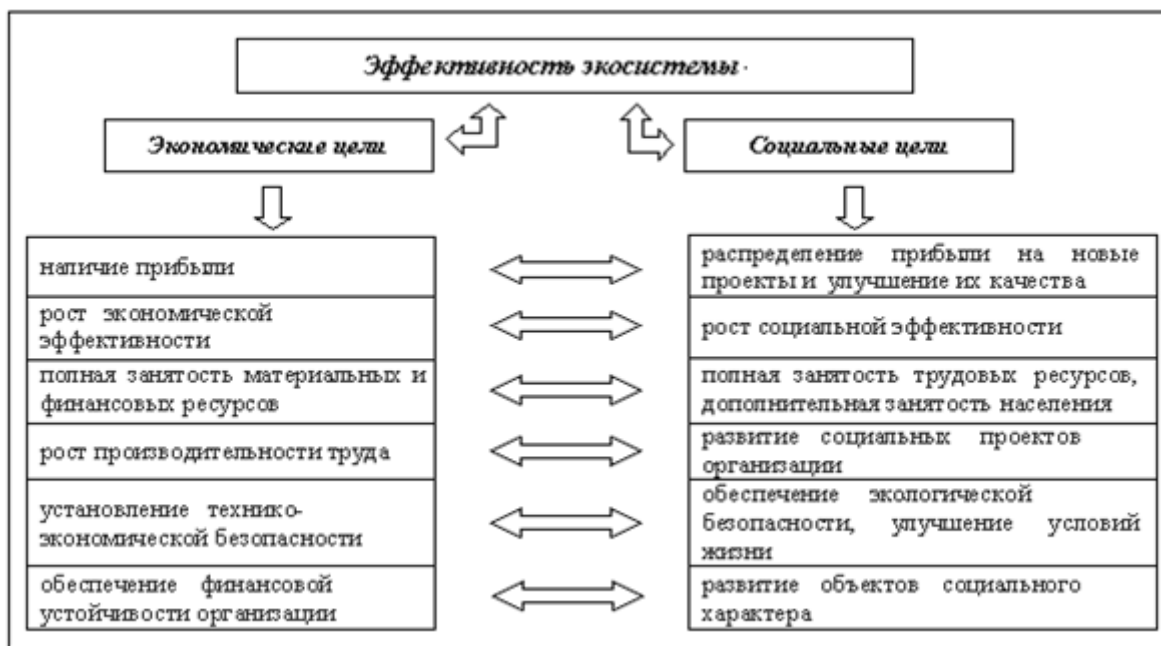 Эффективность экосистемы
Экономические цели
Социальные цели
наличие прибыли
распределение прибыли на новые
проекты и улучшение их качества
рост экономической
эффективности
рост социальной эффективности
полная занятость материальных и
финансовых ресурсов
полная занятость трудовых ресурсов,
дополнительная занятость населения
рост производительности труда
развитие социальных проектов
организации
установление технико-
экономической безопасности
обеспечение экологической
безопасности, улучшение условий
жизни
обеспечение финансовой
устойчивости организации
развитие объектов социального
характера